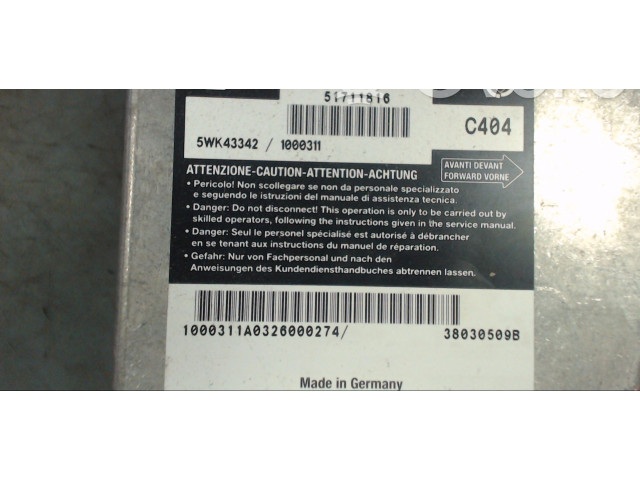 51711816
C404
5WK43342 / 1000311
ATTENZIONE-CAUTION-ATTENTION-ACHTUNG
AVANTI DEVANT
FORWARD VORNE
• Pericolo! Non scollegare se non da personale specializzato
e seguendo le istruzioni del manuale di assistenza tecnica.
• Danger: Do not disconnect! This operation is only to be carried out by
skilled operators, following the instructions given in the service manual.
• Danger: Seul le personel spécialisé est autorisé à débrancher
en se tenant aux instructions du manuel de réparation.
• Gefahr: Nur von Fachpersonal und nach den
Anweisungen des Kundendiensthandbuches abtrennen lassen.
1000311A0326000274/
38030509B
Made in Germany